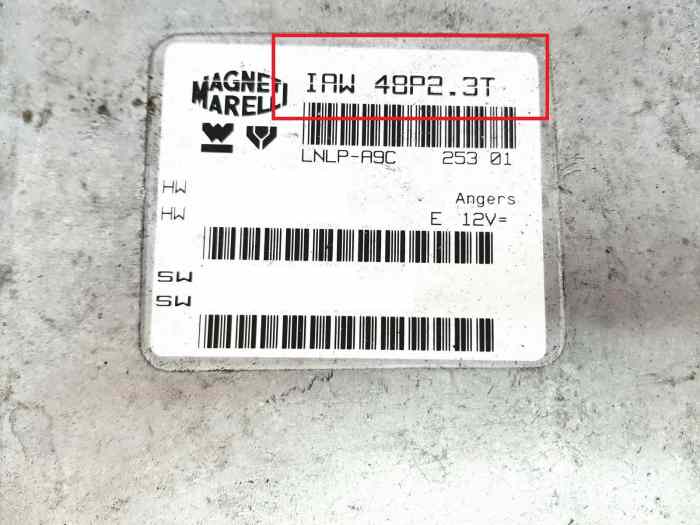 MAGNETI
MARELLI
IAW 48P2.3T
LNLP-A9C 253 01
HW
HW
Angers
E 12V=
SW
SW